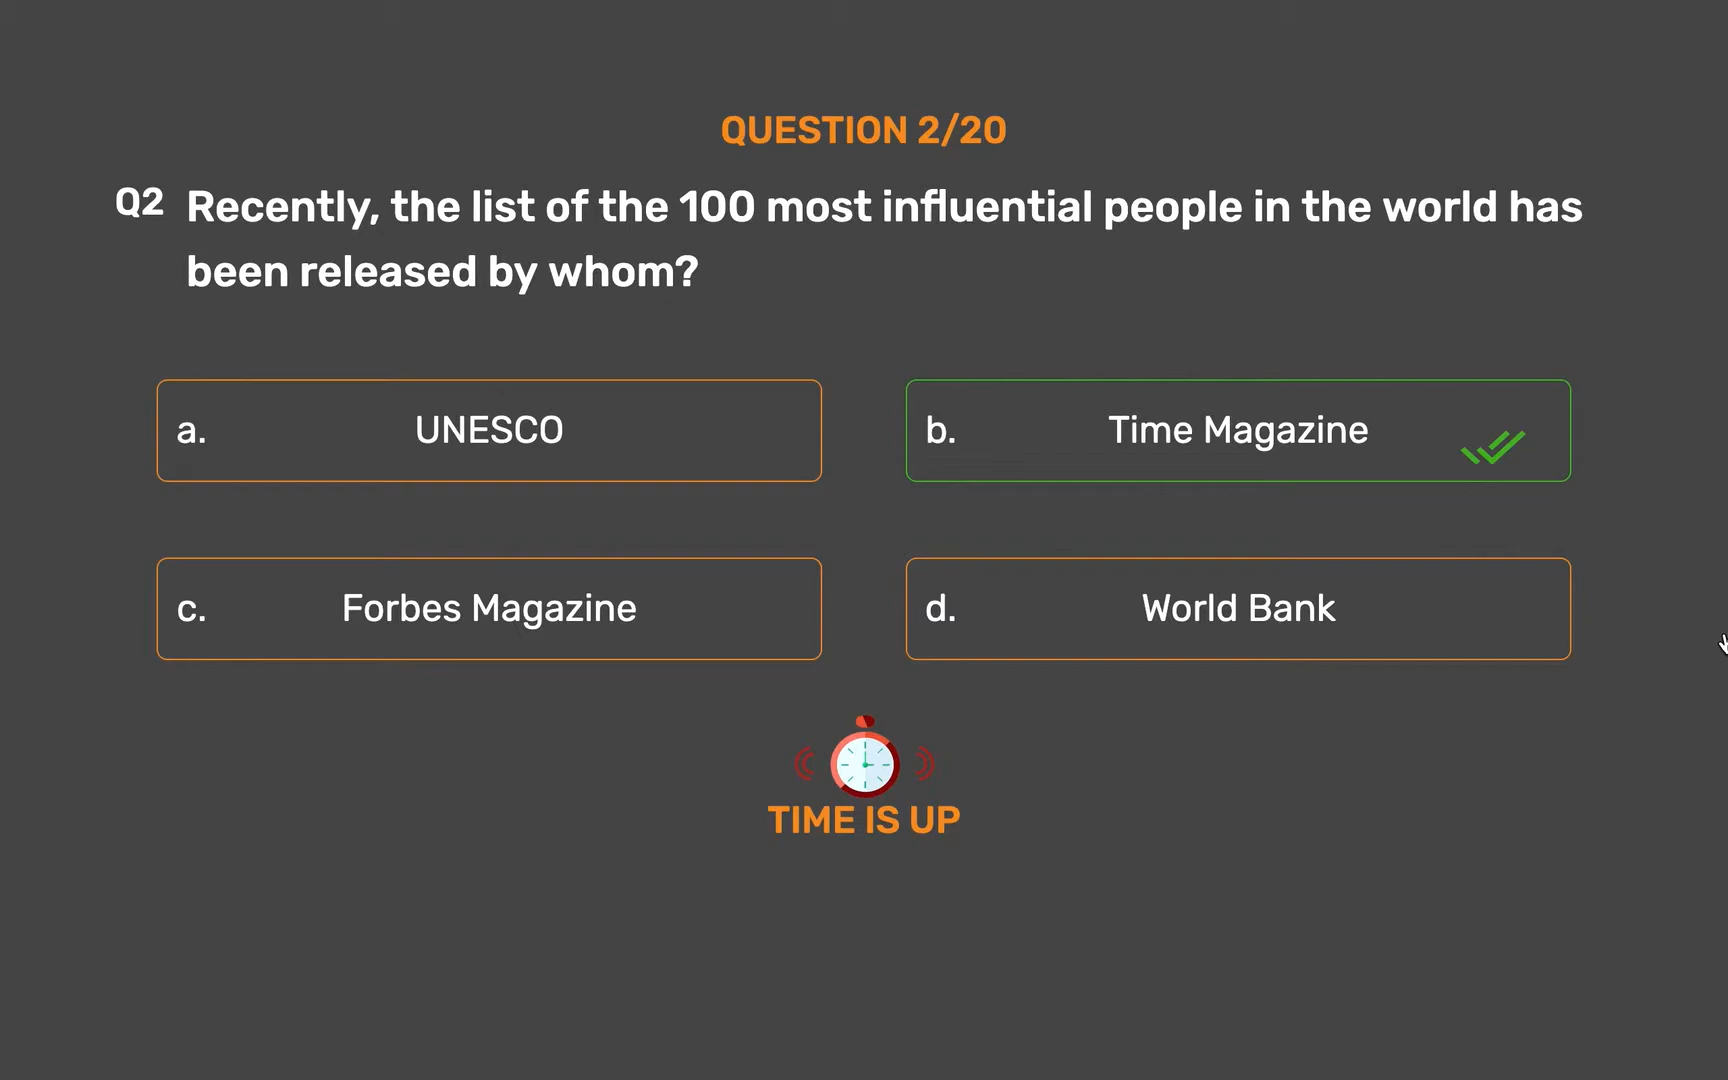 QUESTION 2/20
Q2 Recently, the list of the 100 most influential people in the world has
been released by whom?
a. UNESCO
b. Time Magazine
c. Forbes Magazine
d. World Bank
TIME IS UP